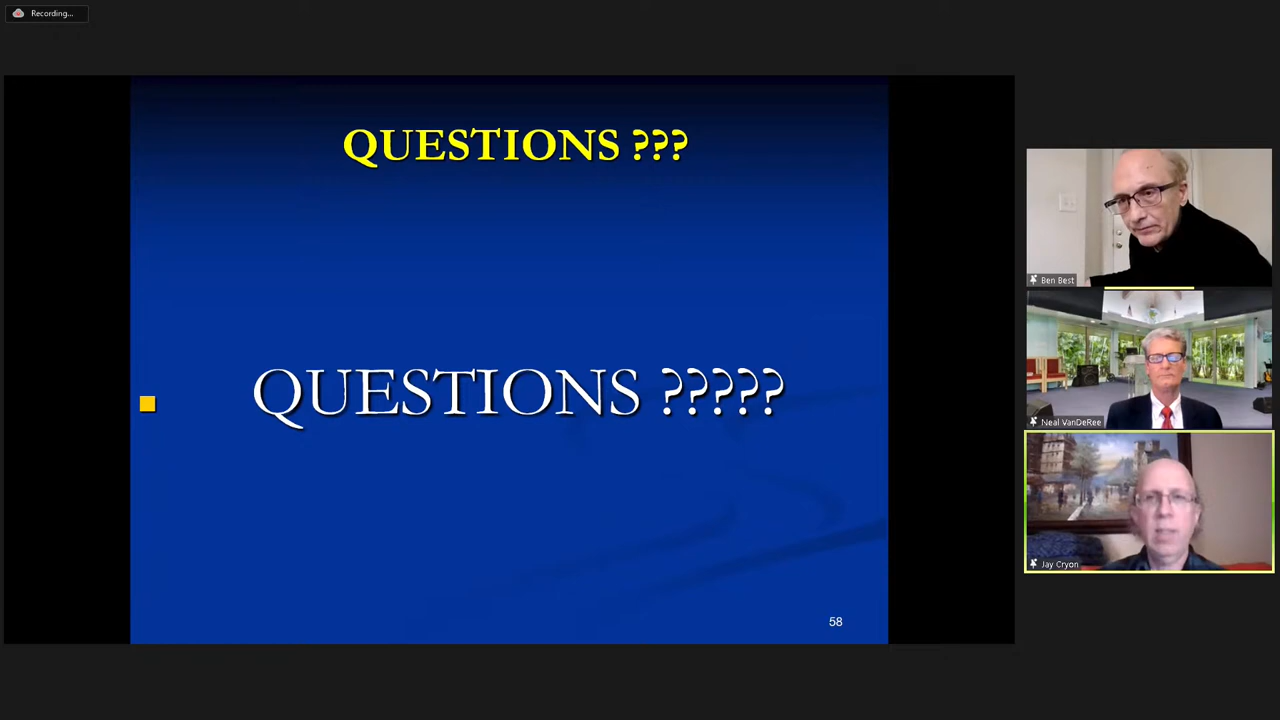 Recording...
QUESTIONS ???
QUESTIONS ?????
58
Ben Best
Neal VanDeRee
Jay Cryon